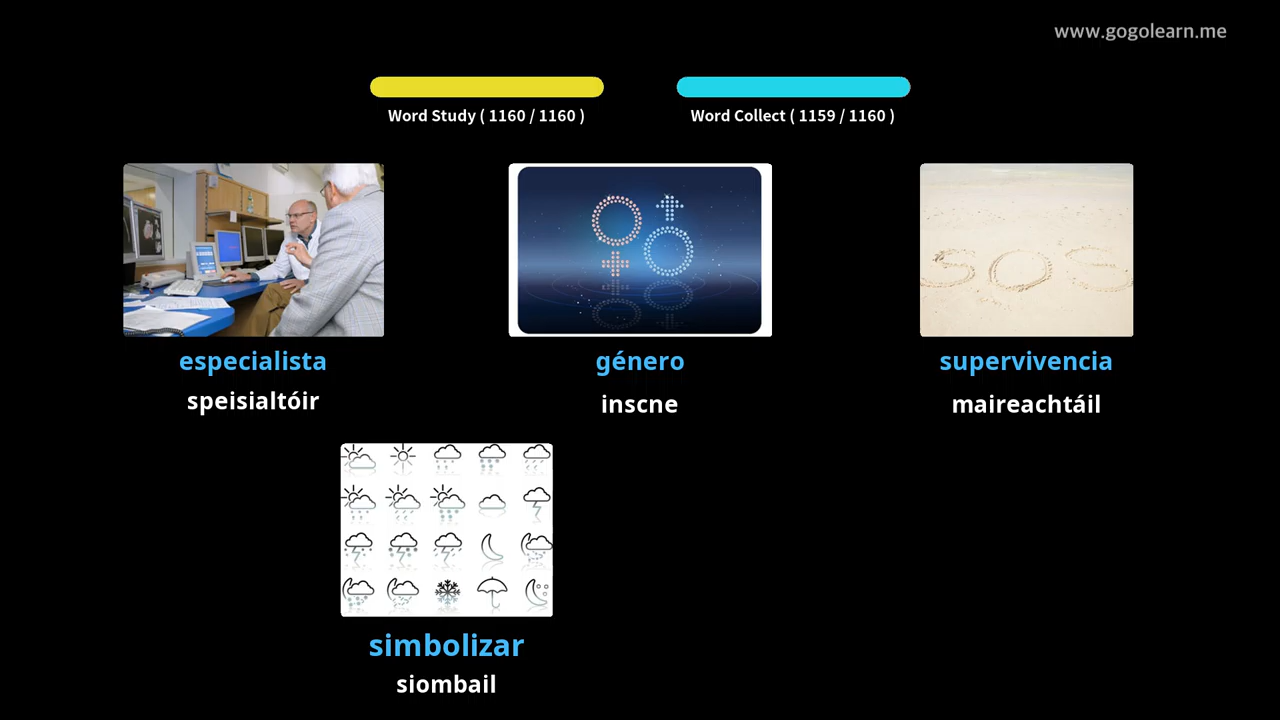 www.gogolearn.me
Word Study ( 1160 / 1160 )
Word Collect ( 1159 / 1160 )
SOS
especialista
género
supervivencia
speisialtóir
inscne
maireachtáil
simbolizar
siombail